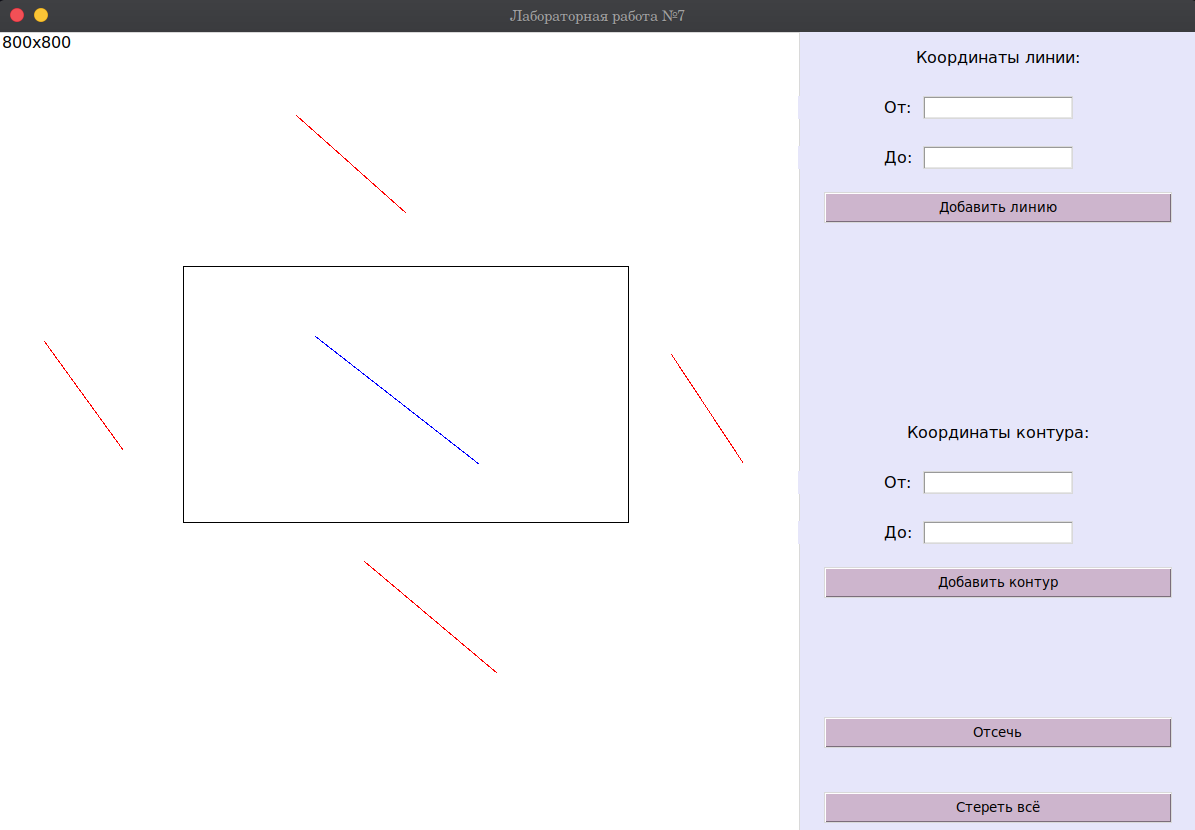 Лабораторная работа №7
800x800
Координаты линии:
От:
До:
Добавить линию
Координаты контура:
От:
До:
Добавить контур
Отсечь
Стереть всё